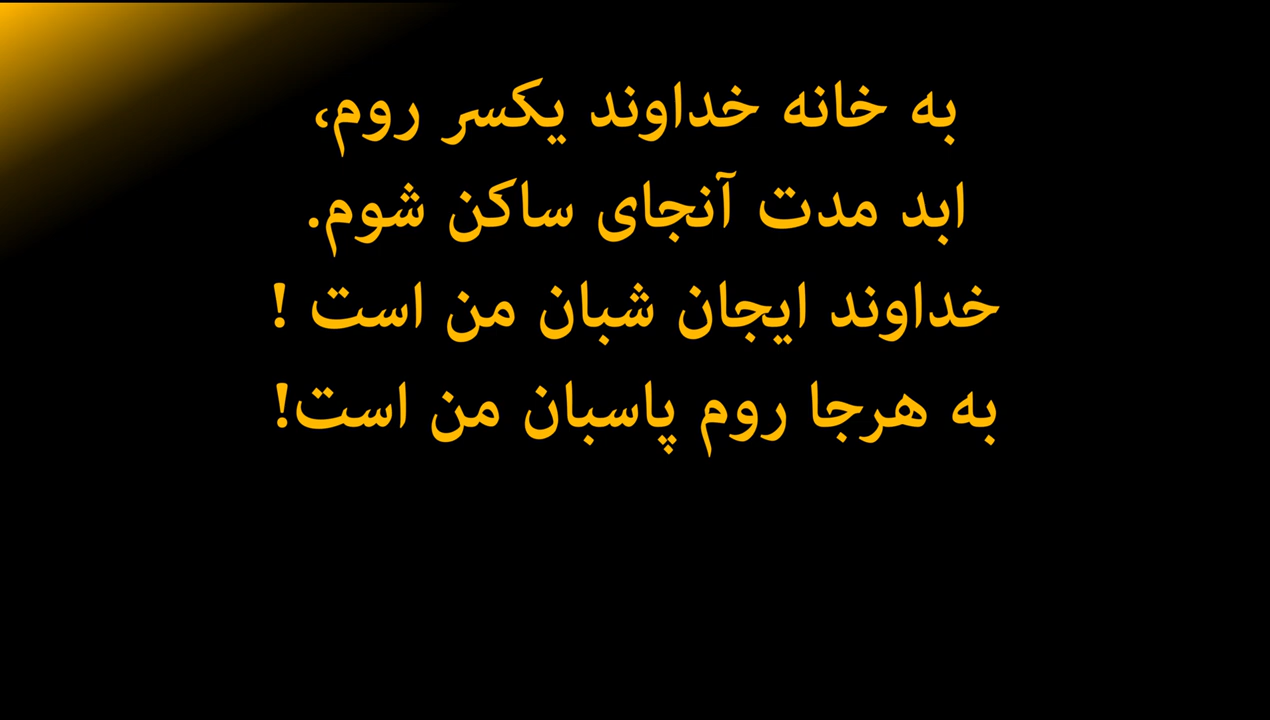 به خانه خداوند یکسر روم،
ابد مدت آنجای ساکن شوم.
خداوند ایجان شبان من است !
به هرجا روم پاسبان من است!